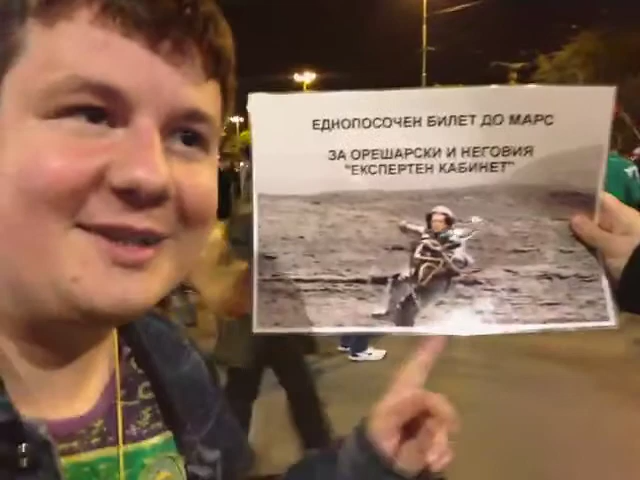 ЕДНОПОСОЧЕН БИЛЕТ ДО МАРС
ЗА ОРЕШАРСКИ И НЕГОВИЯ
"ЕКСПЕРТЕН КАБИНЕТ"